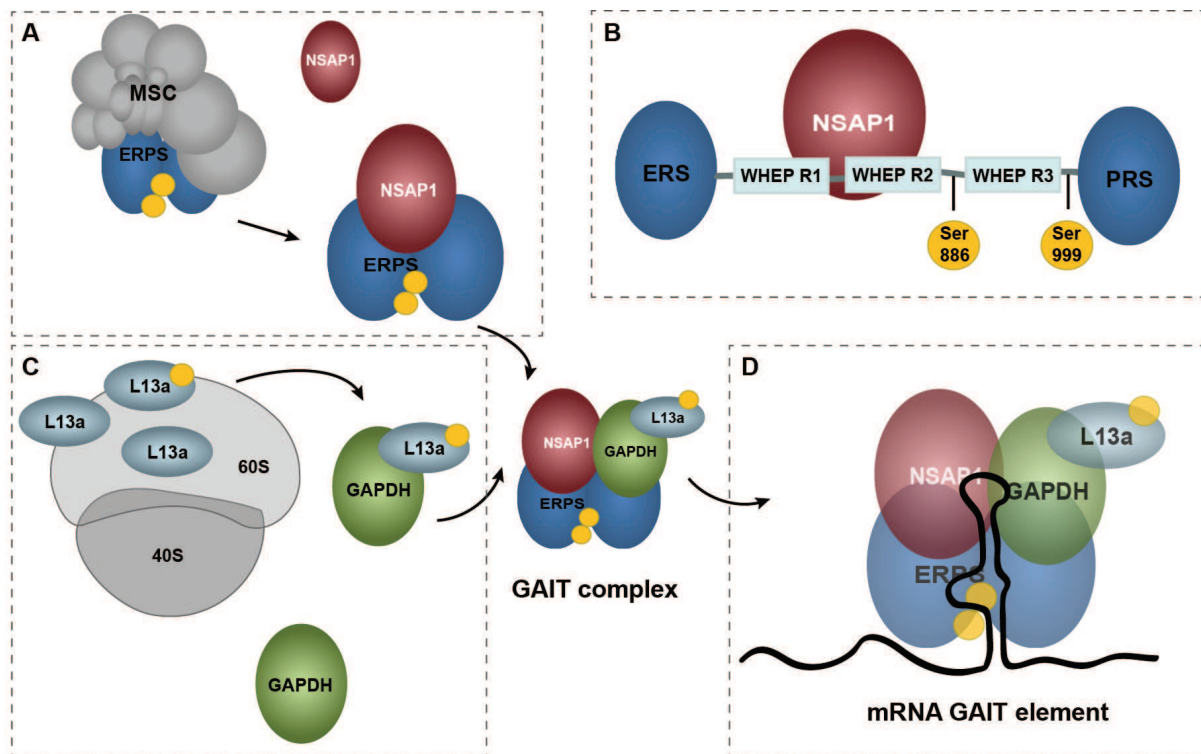 A
MSC
ERPS
NSAP1
NSAP1
ERPS
B
NSAP1
ERS
WHEP R1
WHEP R2
WHEP R3
PRS
Ser
886
Ser
999
C
L13a
L13a
L13a
60S
40S
L13a
GAPDH
GAPDH
NSAP1
L13a
GAPDH
ERPS
GAIT complex
D
L13a
NSAP1
GAPDH
ERPS
mRNA GAIT element